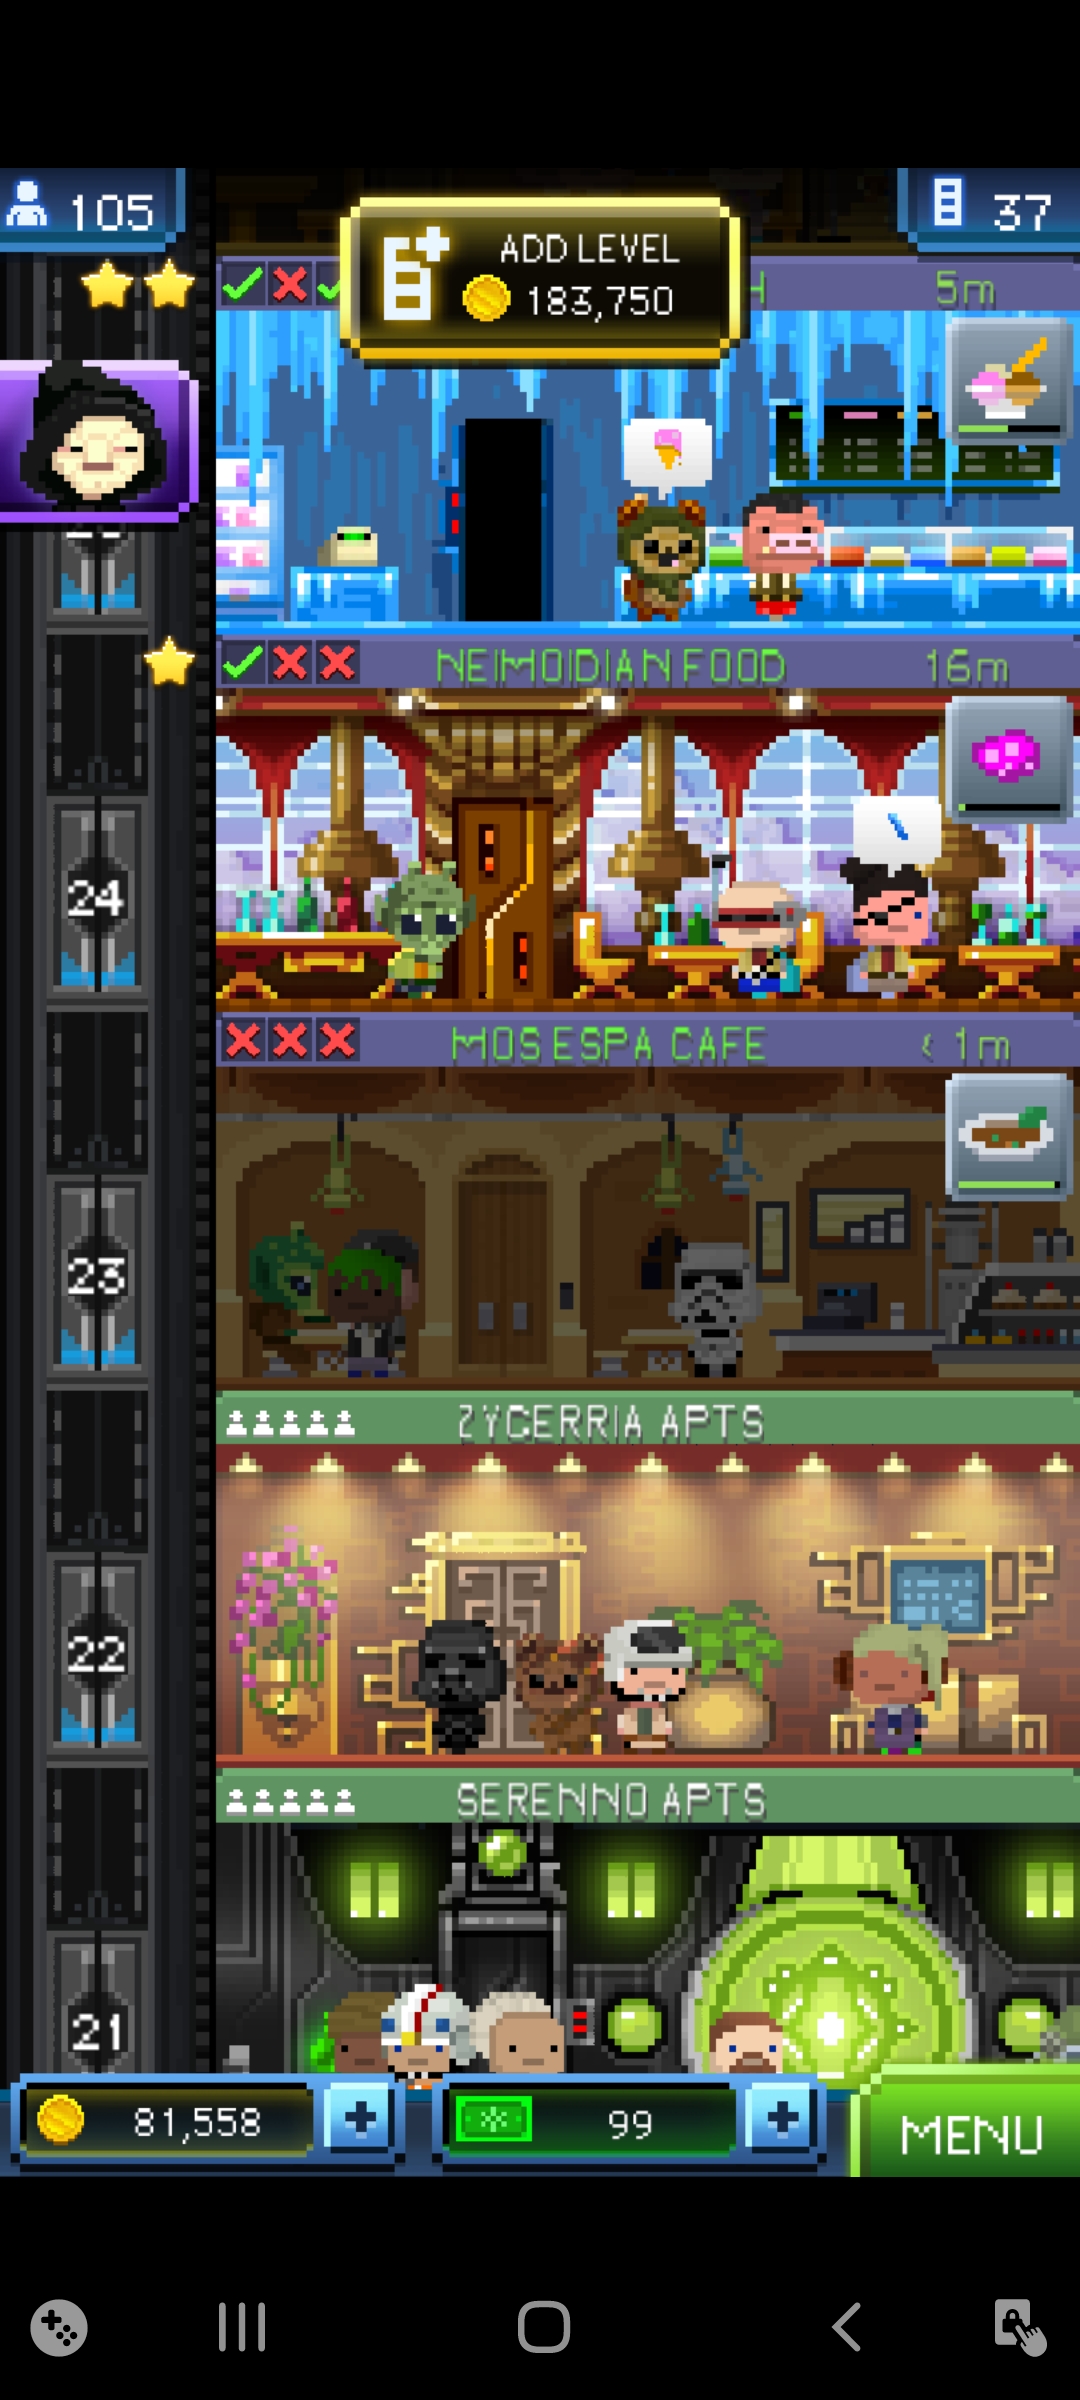 105
37
ADD LEVEL
183,750
5m
NEIMOIDIAN FOOD
16m
24
MOS ESPA CAFE
< 1m
23
ZYGERRIA APTS
22
SERENNO APTS
21
81,558
99
MENU